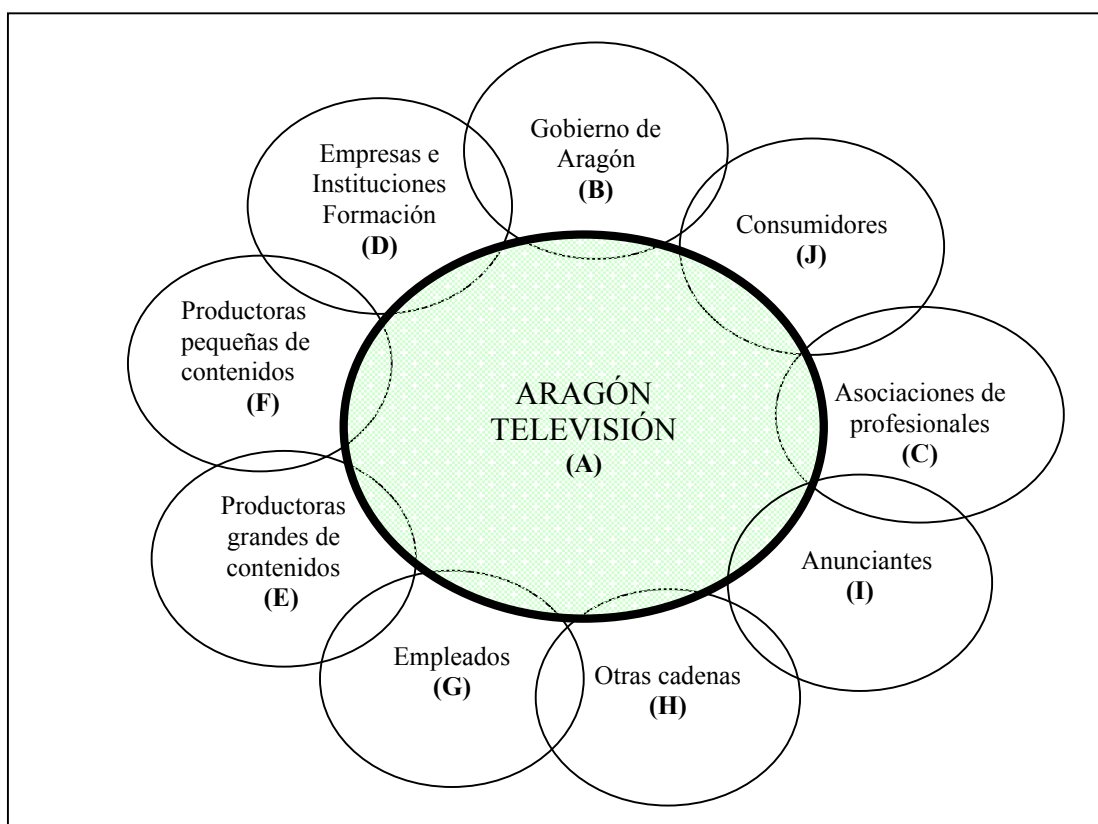 Gobierno de
Aragón
(B)
Empresas e
Instituciones
Formación
(D)
Consumidores
(J)
Productoras
pequeñas de
contenidos
(F)
ARAGÓN
TELEVISIÓN
(A)
Asociaciones de
profesionales
(C)
Productoras
grandes de
contenidos
(E)
Anunciantes
(I)
Empleados
(G)
Otras cadenas
(H)